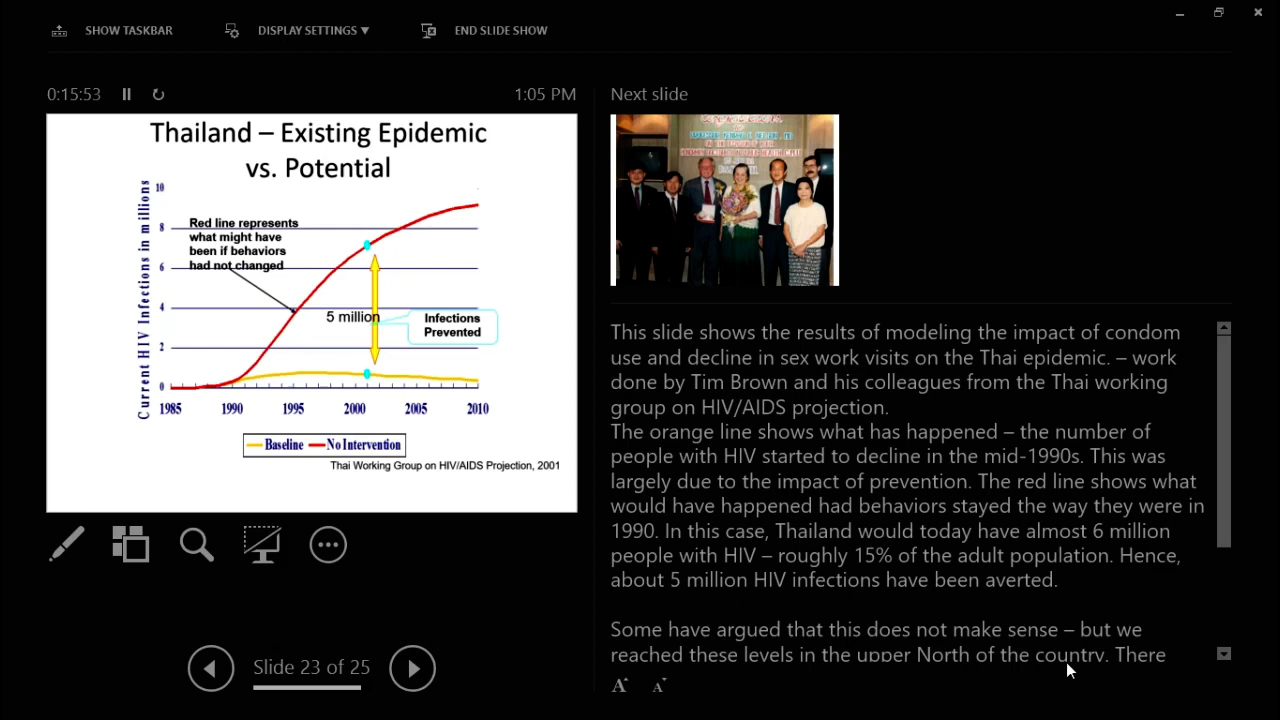 SHOW TASKBAR
DISPLAY SETTINGS ▼
END SLIDE SHOW
0:15:53
1:05 PM
Thailand – Existing Epidemic
vs. Potential
Current HIV Infections in millions
10
8
6
4
2
0
Red line represents
what might have
been if behaviors
had not changed
5 million
Infections
Prevented
1985 1990 1995 2000 2005 2010
Baseline No Intervention
Thai Working Group on HIV/AIDS Projection, 2001
Slide 23 of 25
Next slide
This slide shows the results of modeling the impact of condom
use and decline in sex work visits on the Thai epidemic. – work
done by Tim Brown and his colleagues from the Thai working
group on HIV/AIDS projection.
The orange line shows what has happened – the number of
people with HIV started to decline in the mid-1990s. This was
largely due to the impact of prevention. The red line shows what
would have happened had behaviors stayed the way they were in
1990. In this case, Thailand would today have almost 6 million
people with HIV – roughly 15% of the adult population. Hence,
about 5 million HIV infections have been averted.
Some have argued that this does not make sense – but we
reached these levels in the upper North of the country. There
A A